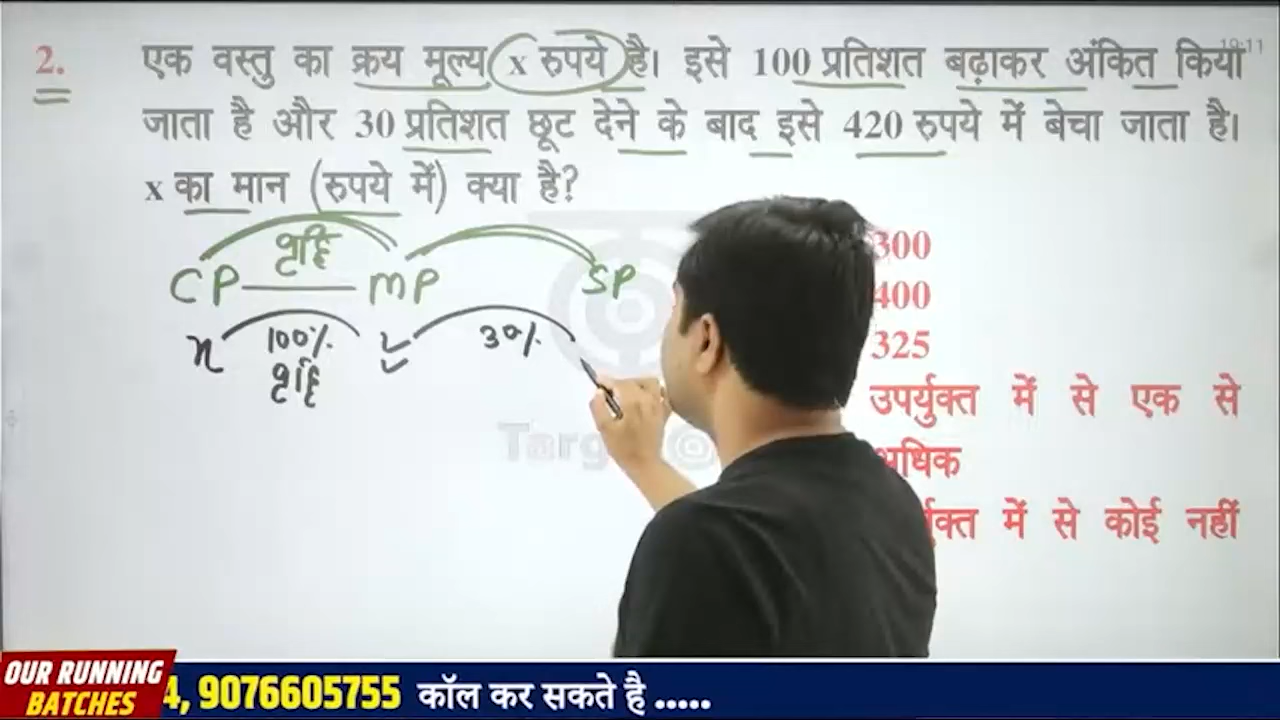 19:11
2. एक वस्तु का क्रय मूल्य x रुपये है। इसे 100 प्रतिशत बढ़ाकर अंकित किया
जाता है और 30 प्रतिशत छूट देने के बाद इसे 420 रुपये में बेचा जाता है।
x का मान (रुपये में) क्या है?
300
400
325
उपर्युक्त में से एक से
अधिक
में से कोई नहीं
वृद्धि
CP MP SP
x 100% 30%
वृद्धि
OUR RUNNING
BATCHES
4, 9076605755 कॉल कर सकते है .....